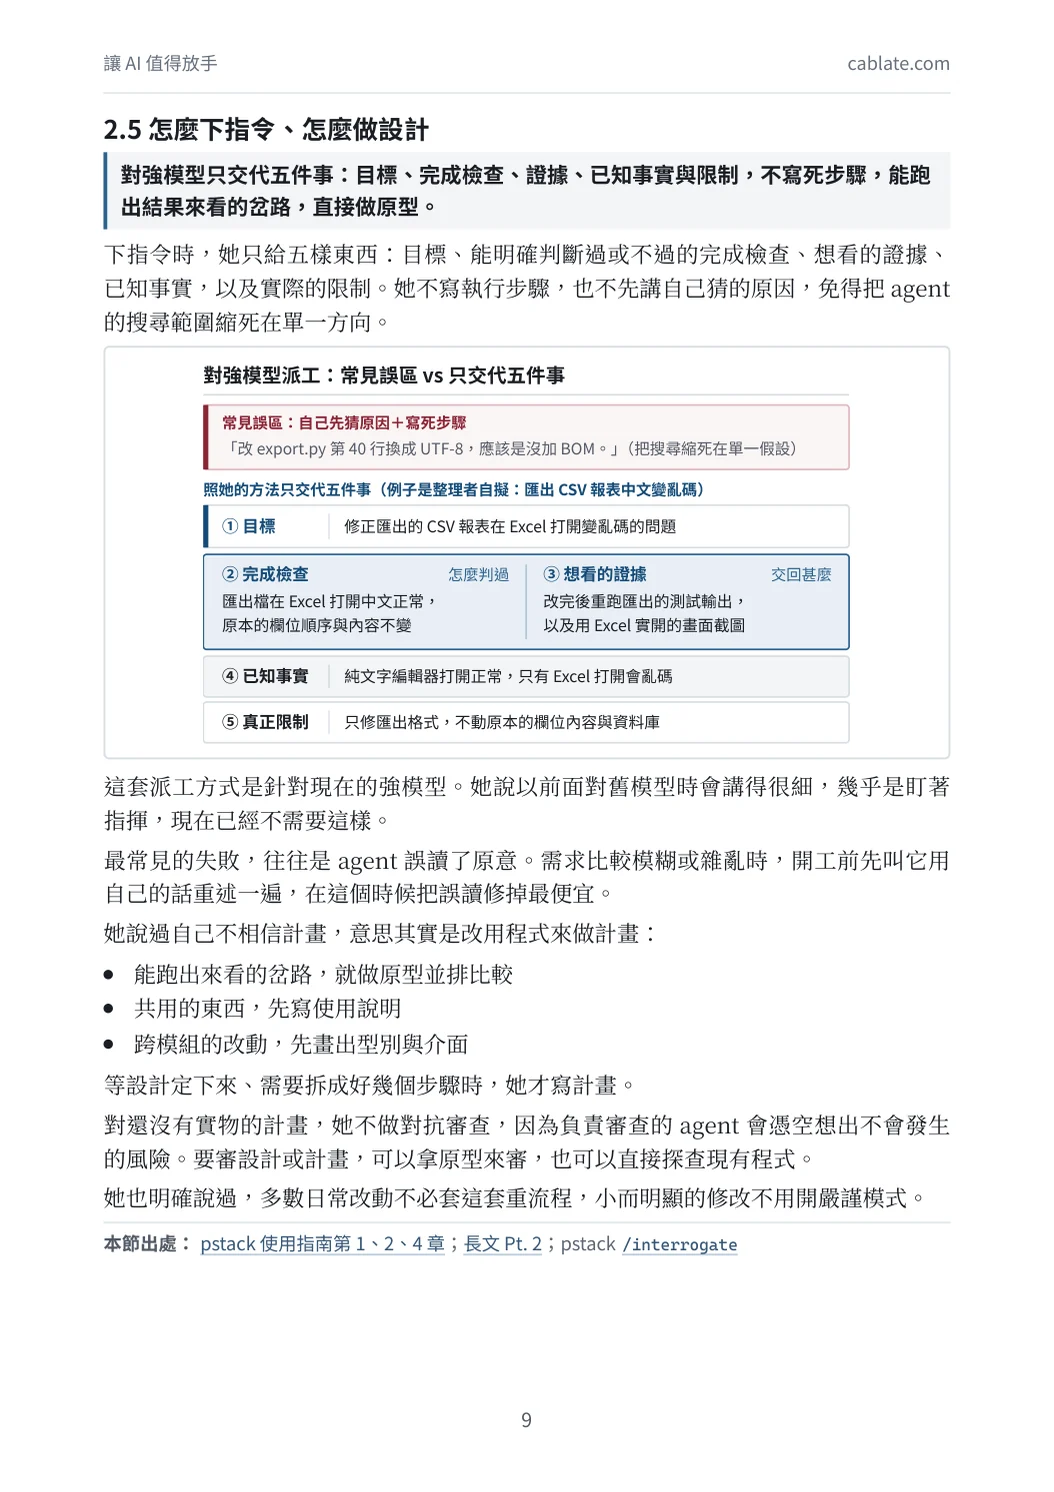 讓 AI 值得放手
cablate.com
2.5 怎麼下指令、怎麼做設計
對強模型只交代五件事：目標、完成檢查、證據、已知事實與限制，不寫死步驟，能跑
出結果來看的岔路，直接做原型。
下指令時，她只給五樣東西：目標、能明確判斷過或不過的完成檢查、想看的證據、
已知事實，以及實際的限制。她不寫執行步驟，也不先講自己猜的原因，免得把 agent
的搜尋範圍縮死在單一方向。
對強模型派工：常見誤區 vs 只交代五件事
常見誤區：自己先猜原因＋寫死步驟
「改 export.py 第 40 行換成 UTF-8，應該是沒加 BOM。」（把搜尋縮死在單一假設）
照她的方法只交代五件事（例子是整理者自擬：匯出 CSV 報表中文變亂碼）
① 目標
修正匯出的 CSV 報表在 Excel 打開變亂碼的問題
② 完成檢查
怎麼判過
匯出檔在 Excel 打開中文正常，
原本的欄位順序與內容不變
③ 想看的證據
交回甚麼
改完後重跑匯出的測試輸出，
以及用 Excel 實開的畫面截圖
④ 已知事實
純文字編輯器打開正常，只有 Excel 打開會亂碼
⑤ 真正限制
只修匯出格式，不動原本的欄位內容與資料庫
這套派工方式是針對現在的強模型。她說以前面對舊模型時會講得很細，幾乎是盯著
指揮，現在已經不需要這樣。
最常見的失敗，往往是 agent 誤讀了原意。需求比較模糊或雜亂時，開工前先叫它用
自己的話重述一遍，在這個時候把誤讀修掉最便宜。
她說過自己不相信計畫，意思其實是改用程式來做計畫：
● 能跑出來看的岔路，就做原型並排比較
● 共用的東西，先寫使用說明
● 跨模組的改動，先畫出型別與介面
等設計定下來、需要拆成好幾個步驟時，她才寫計畫。
對還沒有實物的計畫，她不做對抗審查，因為負責審查的 agent 會憑空想出不會發生
的風險。要審設計或計畫，可以拿原型來審，也可以直接探查現有程式。
她也明確說過，多數日常改動不必套這套重流程，小而明顯的修改不用開嚴謹模式。
本節出處： pstack 使用指南第 1、2、4 章；長文 Pt. 2；pstack /interrogate
9